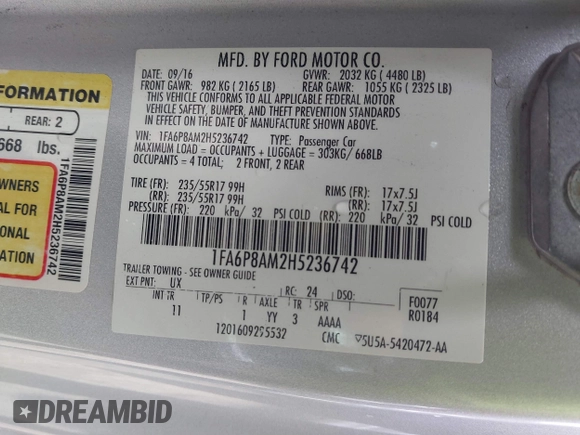 MFD. BY FORD MOTOR CO.
DATE: 09/16 GVWR: 2032 KG ( 4480 LB)
FRONT GAWR: 982 KG ( 2165 LB) REAR GAWR: 1055 KG ( 2325 LB)
THIS VEHICLE CONFORMS TO ALL APPLICABLE FEDERAL MOTOR
VEHICLE SAFETY, BUMPER, AND THEFT PREVENTION STANDARDS IN EFFECT ON THE
DATE OF MANUFACTURE SHOWN ABOVE.
VIN: 1FA6P8AM2H5236742 TYPE: Passenger Car
MAXIMUM LOAD = OCCUPANTS + LUGGAGE = 303KG/ 668LB
OCCUPANTS = 4 TOTAL; 2 FRONT, 2 REAR
TIRE (FR): 235/55R17 99H RIMS (FR): 17x7.5J
(RR): 235/55R17 99H (RR): 17x7.5J
PRESSURE (FR): 220 kPa/ 32 PSI COLD (RR): 220 kPa/ 32 PSI COLD
1FA6P8AM2H5236742
TRAILER TOWING - SEE OWNER GUIDE
EXT PNT: UX RC: 24 DSO: F0077
INT TR TP/PS R AXLE TR SPR R0184
11 1 YY 3 AAAA
1201609295532 CMC ▽5U5A-5420472-AA
FORMATION
REAR: 2
668 lbs.
WNERS
AL FOR
ONAL
ATION
1FA6P8AM2H5236742
DREAMBID